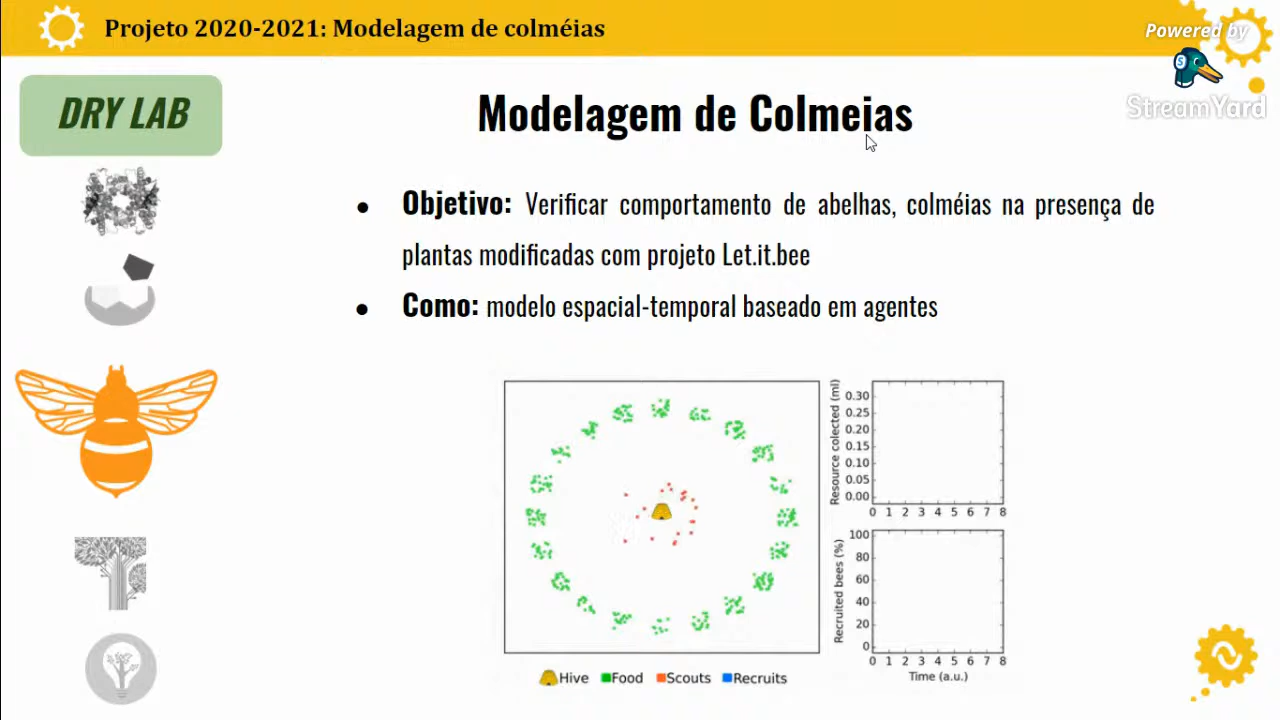 Projeto 2020-2021: Modelagem de colméias
Powered by
StreamYard
DRY LAB
Modelagem de Colmeias
● Objetivo: Verificar comportamento de abelhas, colméias na presença de
plantas modificadas com projeto Let.it.bee
● Como: modelo espacial-temporal baseado em agentes
Hive Food Scouts Recruits
Resource colected (ml)
0.30
0.25
0.20
0.15
0.10
0.05
0.00
0 1 2 3 4 5 6 7 8
Recruited bees (%)
100
80
60
40
20
0
0 1 2 3 4 5 6 7 8
Time (a.u.)